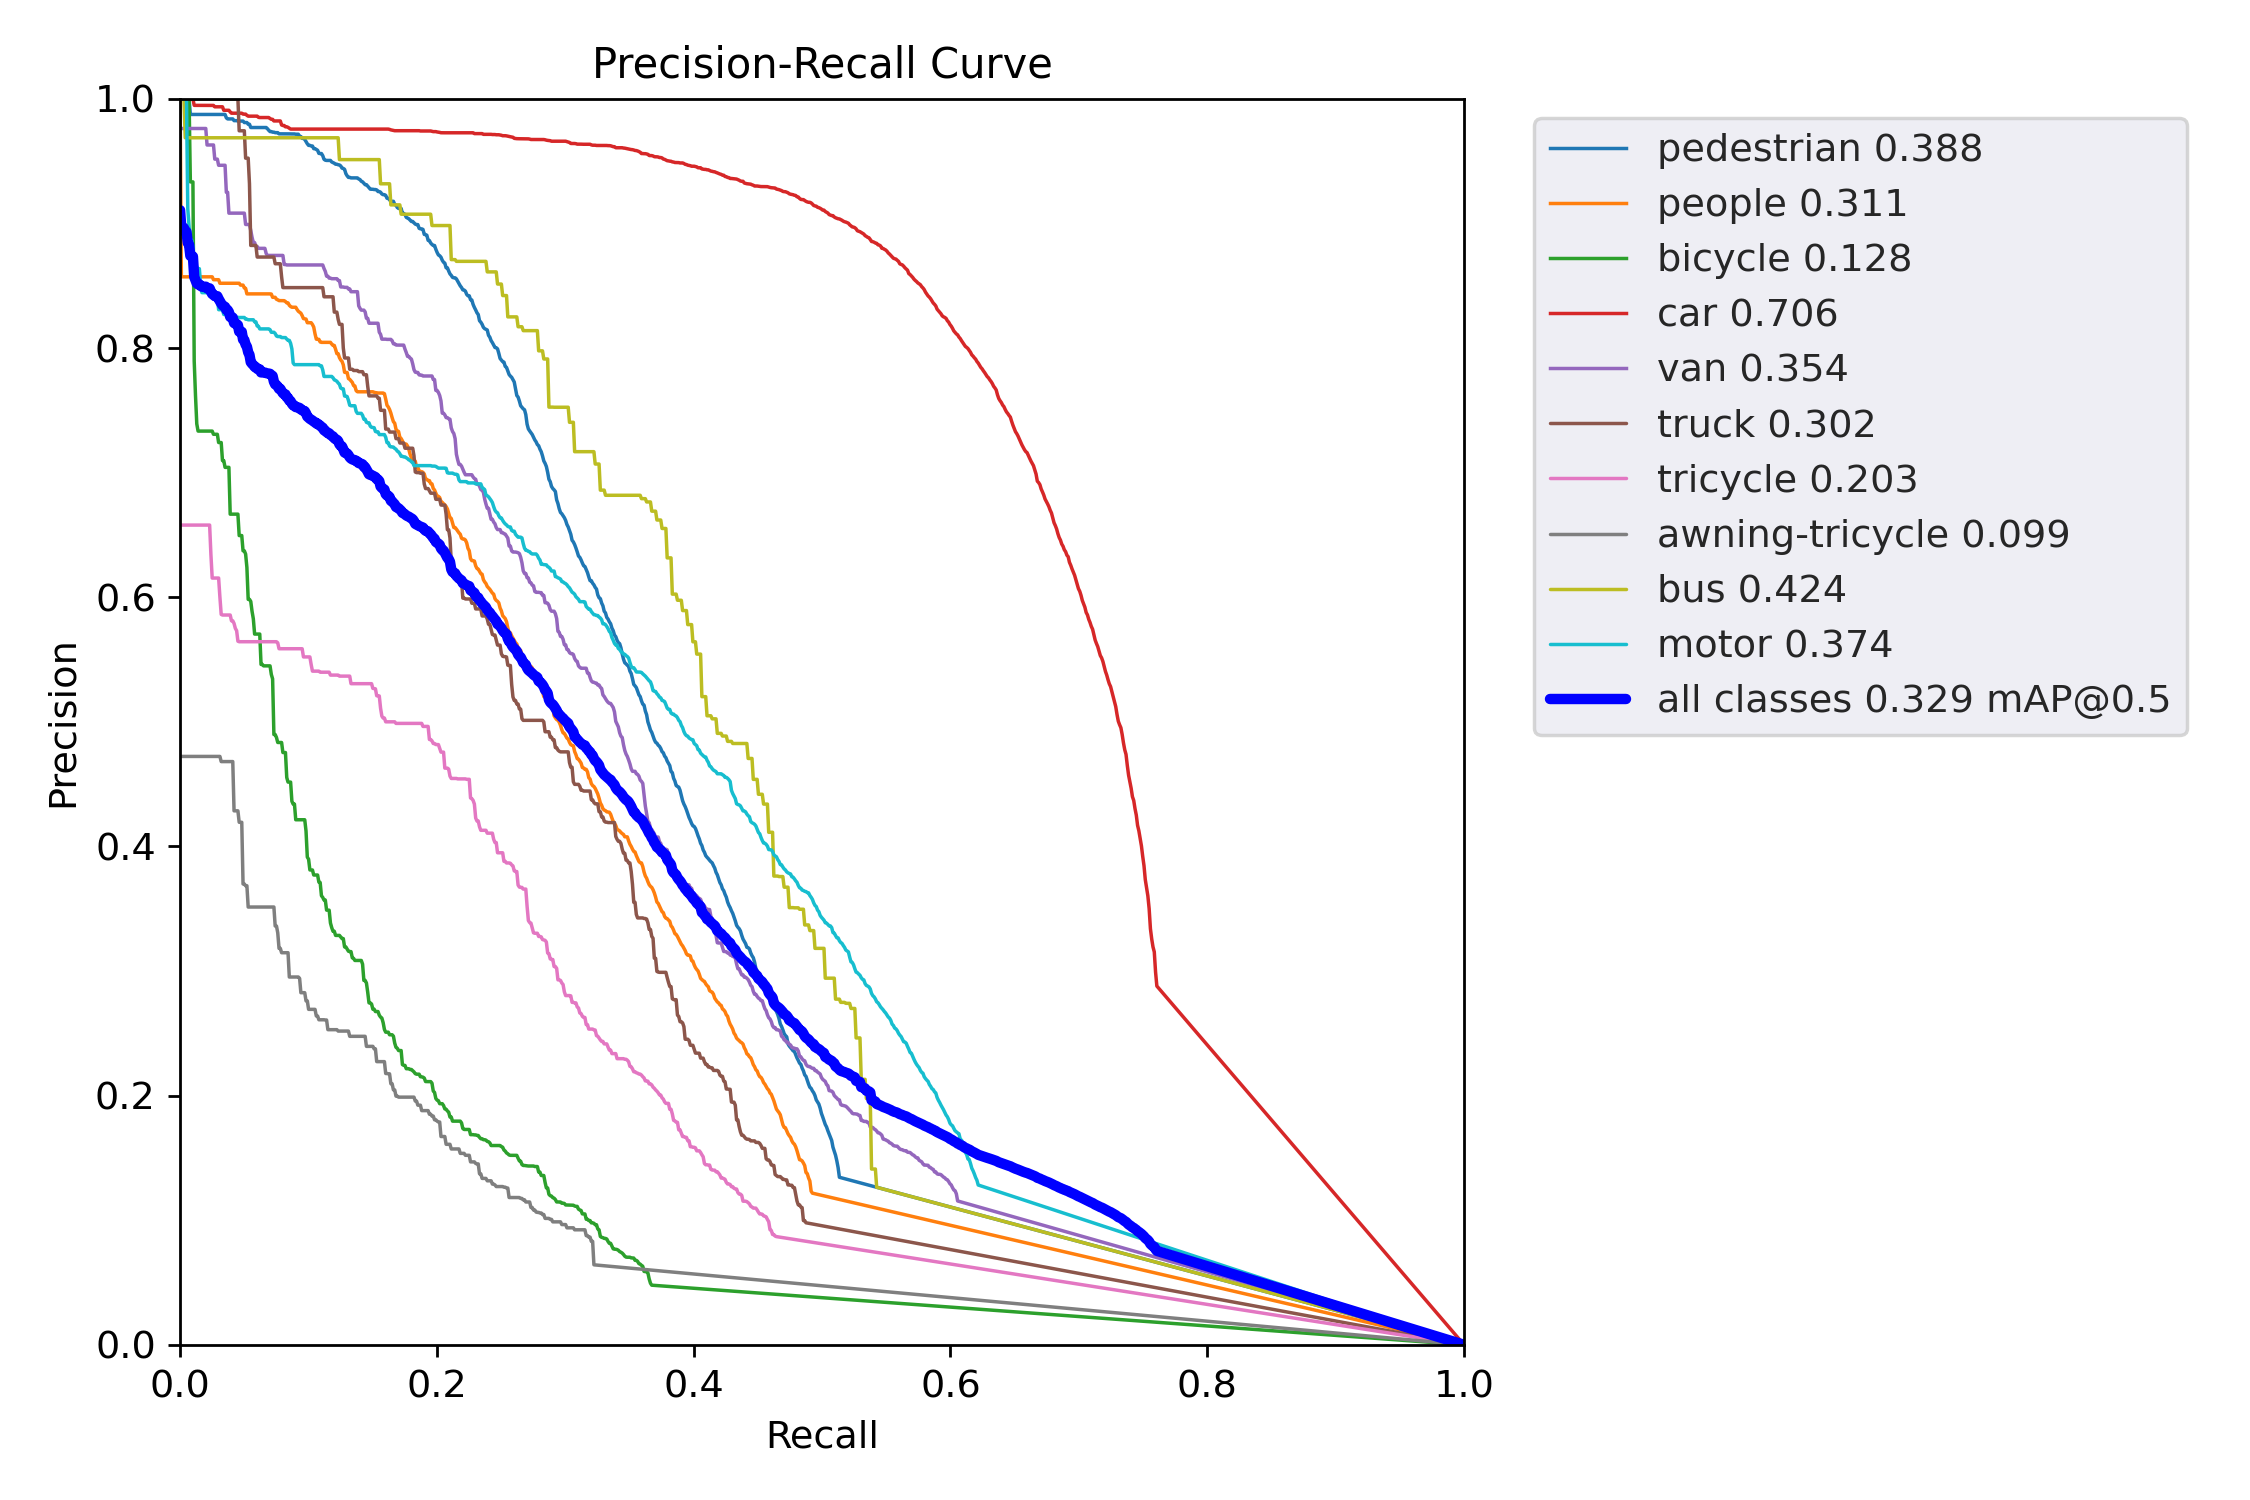 Precision-Recall Curve
1.0
0.8
0.6
0.4
0.2
0.0
Precision
0.0 0.2 0.4 0.6 0.8 1.0
Recall
pedestrian 0.388
people 0.311
bicycle 0.128
car 0.706
van 0.354
truck 0.302
tricycle 0.203
awning-tricycle 0.099
bus 0.424
motor 0.374
all classes 0.329 mAP@0.5